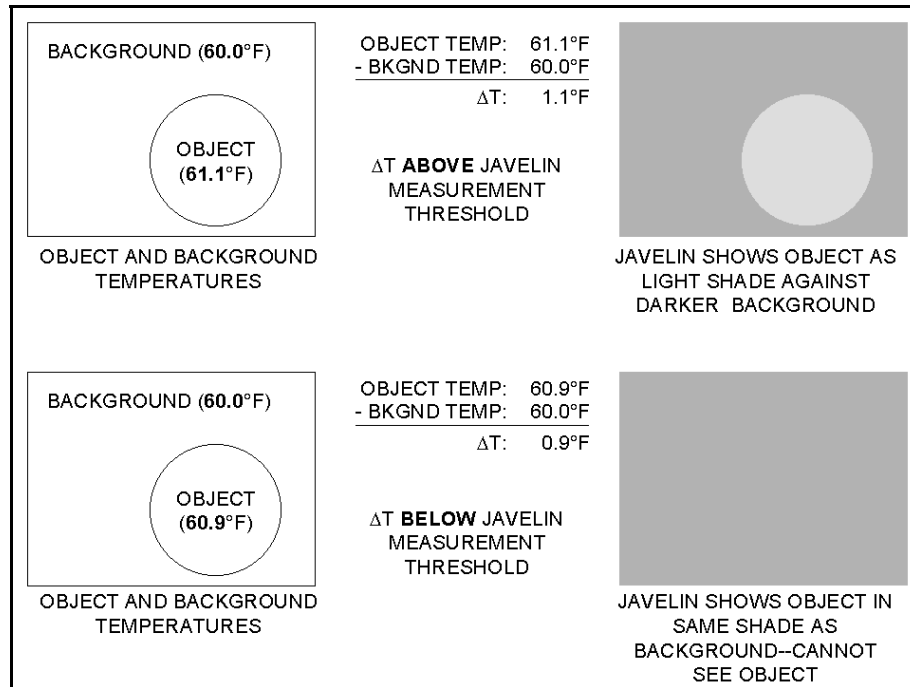 BACKGROUND (60.0°F)
OBJECT
(61.1°F)
OBJECT AND BACKGROUND
TEMPERATURES
OBJECT TEMP: 61.1°F
- BKGND TEMP: 60.0°F
ΔT: 1.1°F
ΔT ABOVE JAVELIN
MEASUREMENT
THRESHOLD
JAVELIN SHOWS OBJECT AS
LIGHT SHADE AGAINST
DARKER BACKGROUND
BACKGROUND (60.0°F)
OBJECT
(60.9°F)
OBJECT AND BACKGROUND
TEMPERATURES
OBJECT TEMP: 60.9°F
- BKGND TEMP: 60.0°F
ΔT: 0.9°F
ΔT BELOW JAVELIN
MEASUREMENT
THRESHOLD
JAVELIN SHOWS OBJECT IN
SAME SHADE AS
BACKGROUND--CANNOT
SEE OBJECT